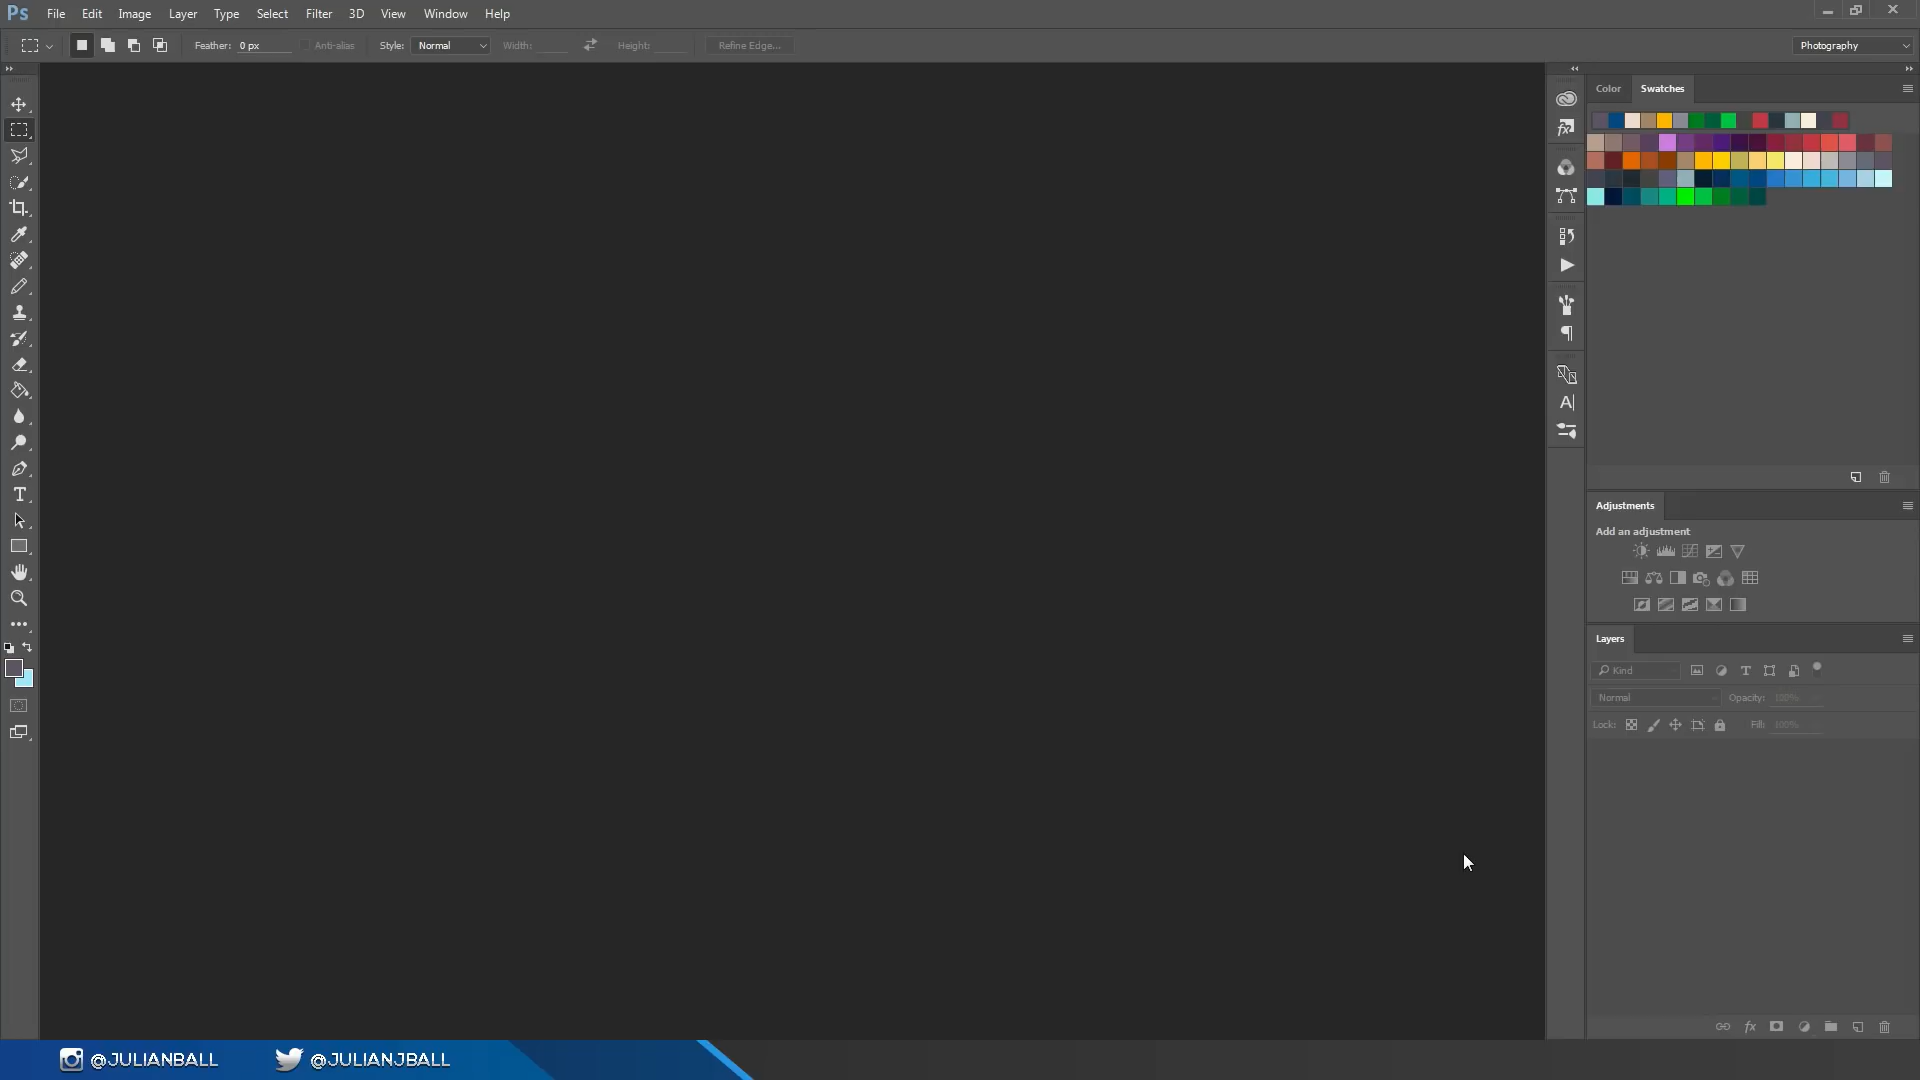 Ps File Edit Image Layer Type Select Filter 3D View Window Help
Feather: 0 px Anti-alias Style: Normal Width: Height: Refine Edge... Photography
Color Swatches
Adjustments
Add an adjustment
Layers
Kind
Normal Opacity: 100%
Lock: Fill: 100%
@JULIANBALL @JULIANJBALL